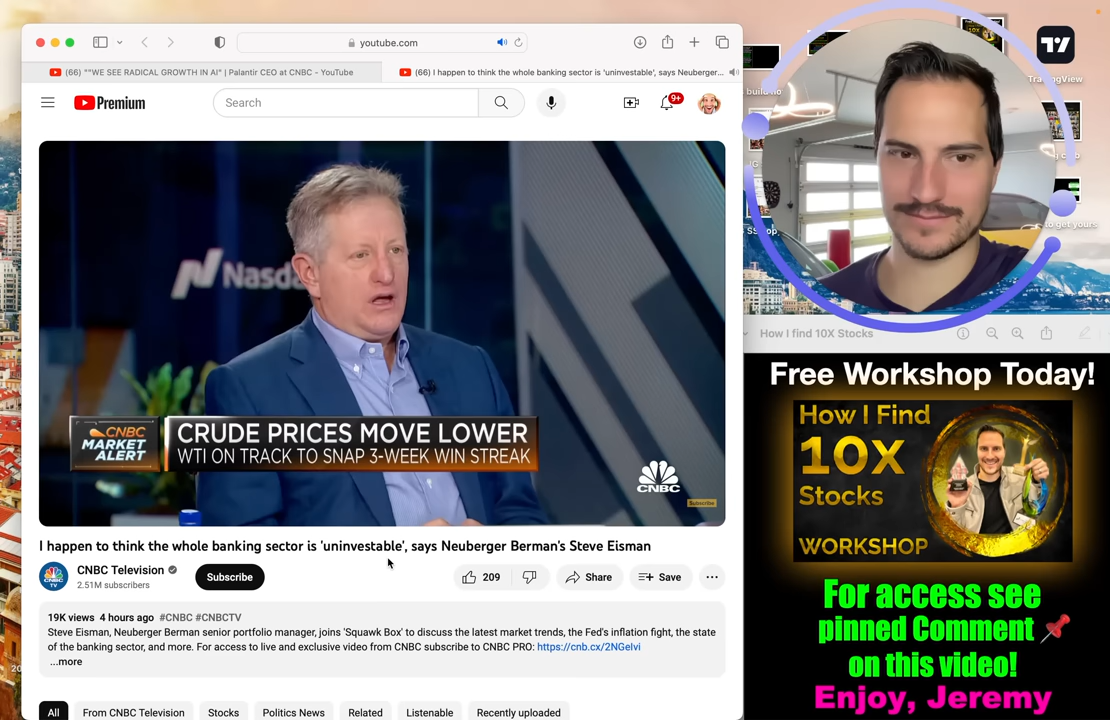 youtube.com
(66) ""WE SEE RADICAL GROWTH IN AI" | Palantir CEO at CNBC - YouTube
(66) I happen to think the whole banking sector is 'uninvestable', says Neuberger...
Premium
Search
9+
TradingView
to get yours
Nasda
CNBC
MARKET
ALERT
CRUDE PRICES MOVE LOWER
WTI ON TRACK TO SNAP 3-WEEK WIN STREAK
CNBC
Subscribe
I happen to think the whole banking sector is 'uninvestable', says Neuberger Berman's Steve Eisman
CNBC Television
2.51M subscribers
Subscribe
209
Share
Save
19K views 4 hours ago #CNBC #CNBCTV
Steve Eisman, Neuberger Berman senior portfolio manager, joins 'Squawk Box' to discuss the latest market trends, the Fed's inflation fight, the state
of the banking sector, and more. For access to live and exclusive video from CNBC subscribe to CNBC PRO: https://cnb.cx/2NGeIvi
...more
All
From CNBC Television
Stocks
Politics News
Related
Listenable
Recently uploaded
How I find 10X Stocks
Free Workshop Today!
How I Find
10X
Stocks
WORKSHOP
For access see
pinned Comment 📌
on this video!
Enjoy, Jeremy